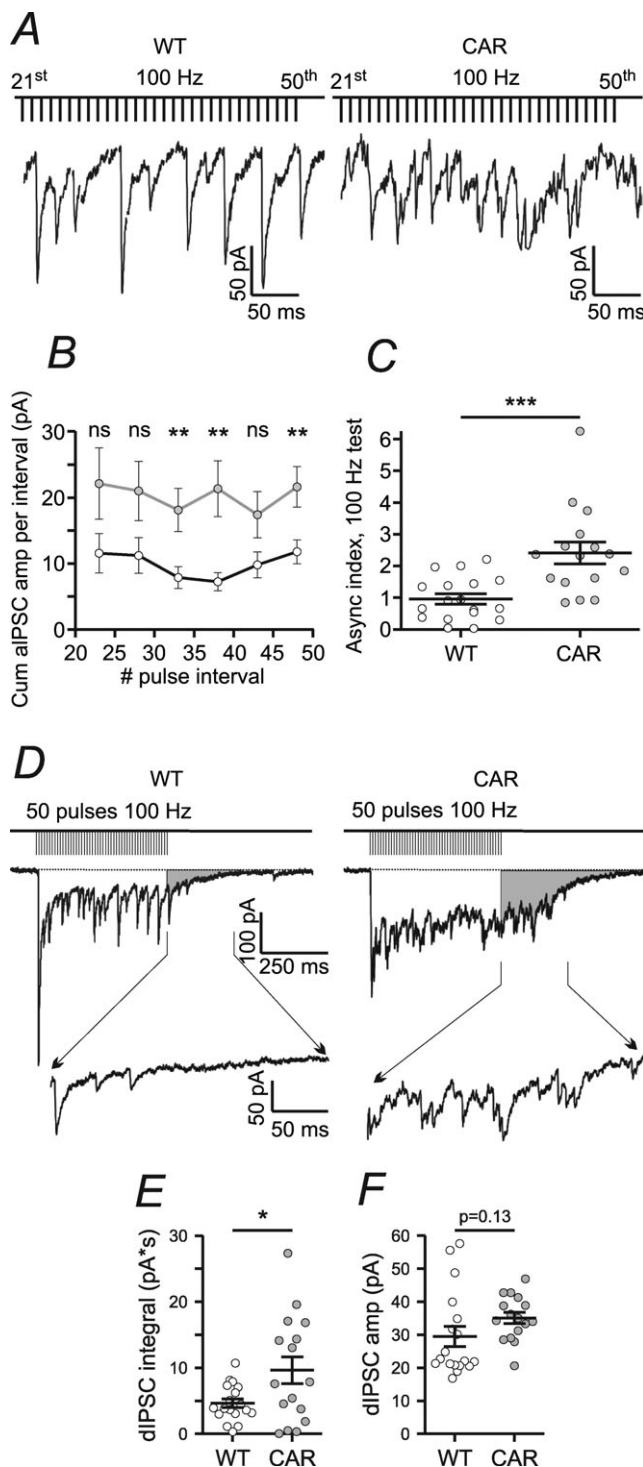 A
WT CAR
21st 100 Hz 50th 21st 100 Hz 50th
50 pA
50 ms
50 pA
50 ms
B
Cum aIPSC amp per interval (pA)
ns ns ** ** ns **
30
20
10
0
20 25 30 35 40 45 50
# pulse interval
C
Async index, 100 Hz test
***
6
5
4
3
2
1
0
WT CAR
D
WT CAR
50 pulses 100 Hz 50 pulses 100 Hz
100 pA
250 ms
50 pA
50 ms
E
dIPSC integral (pA*s)
*
30
20
10
0
WT CAR
F
dIPSC amp (pA)
p=0.13
60
50
40
30
20
10
0
WT CAR